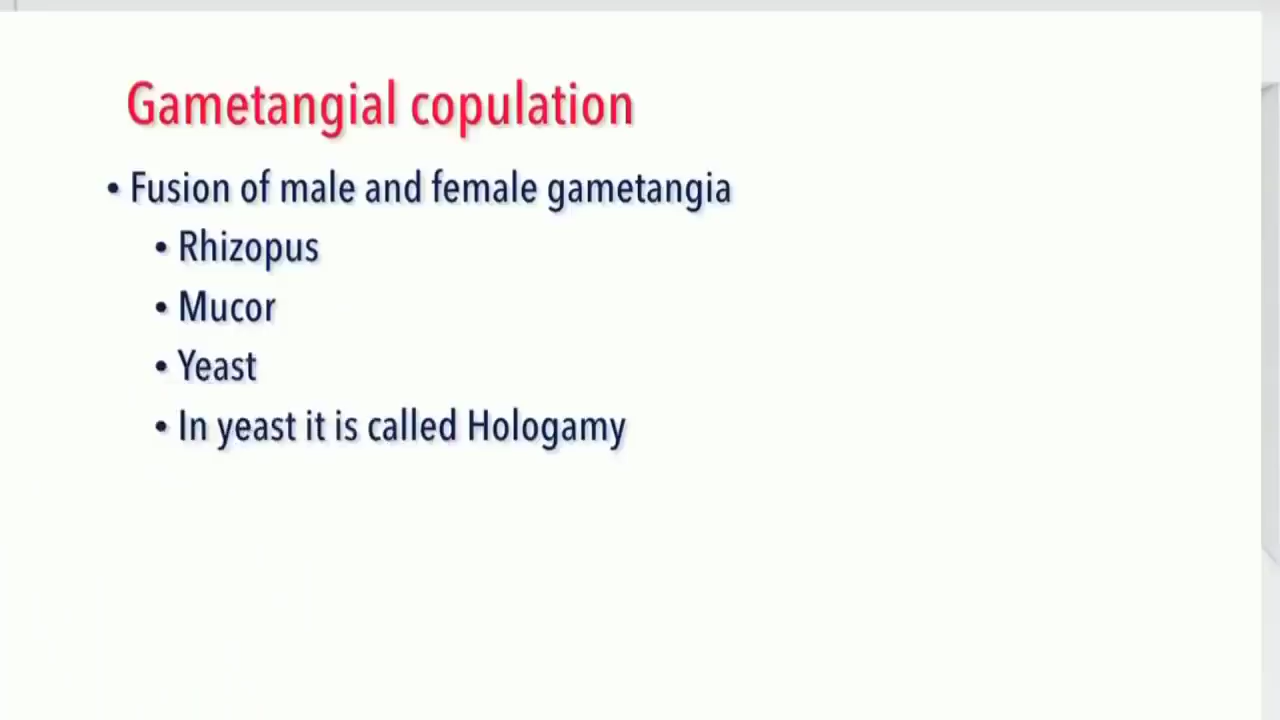 Gametangial copulation
• Fusion of male and female gametangia
• Rhizopus
• Mucor
• Yeast
• In yeast it is called Hologamy